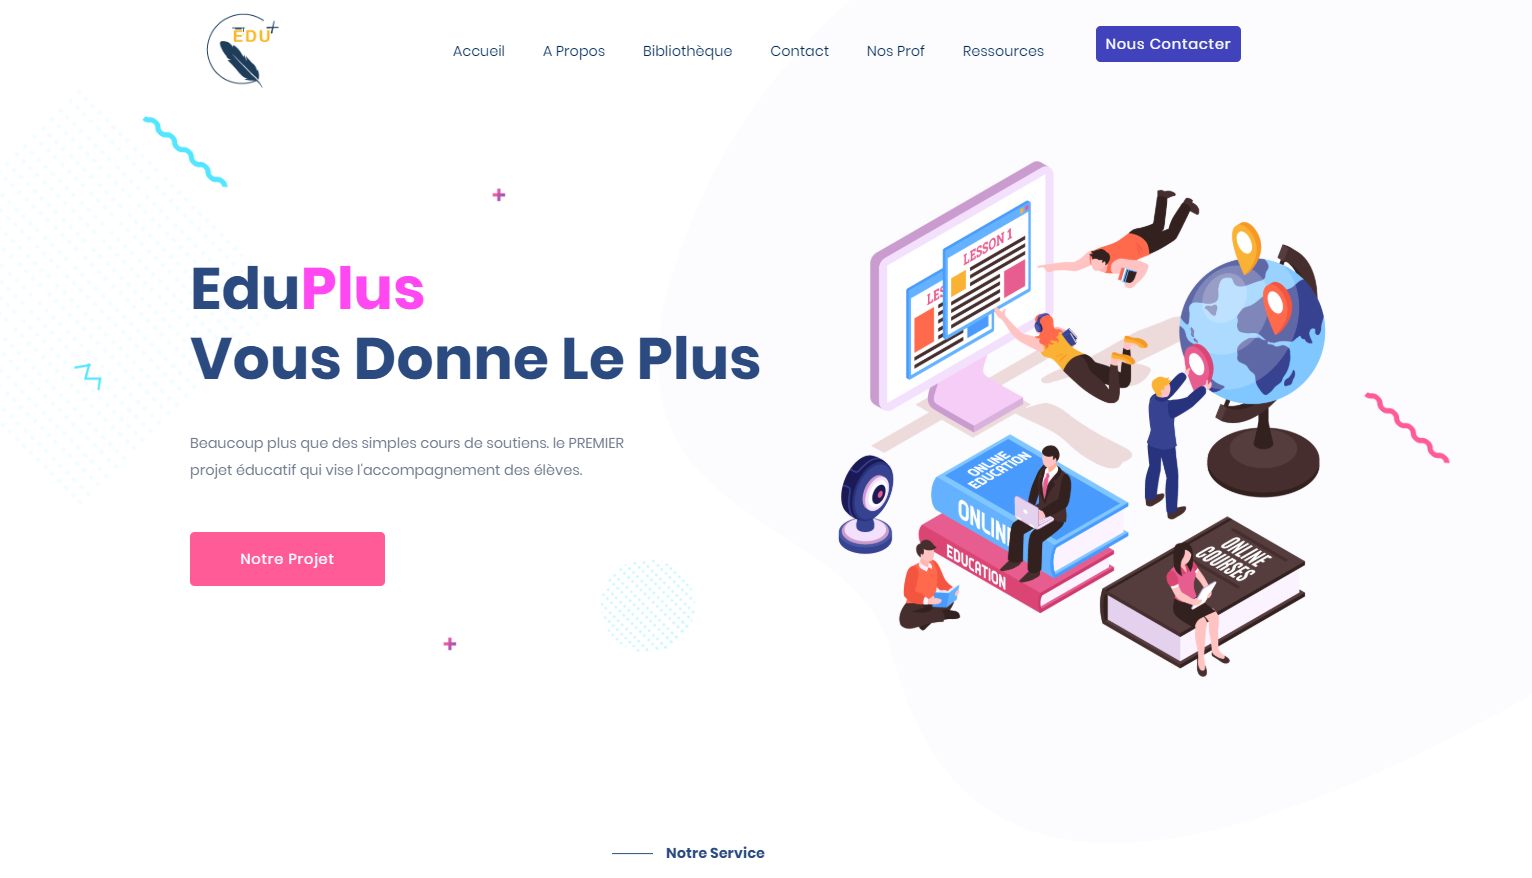 EDU+
Accueil
A Propos
Bibliothèque
Contact
Nos Prof
Ressources
Nous Contacter
EduPlus
Vous Donne Le Plus
Beaucoup plus que des simples cours de soutiens. le PREMIER
projet éducatif qui vise l'accompagnement des élèves.
Notre Projet
LESSON 1
LES
ONLINE
EDUCATION
ONLIN
EDUCATION
ONLINE
COURSES
Notre Service